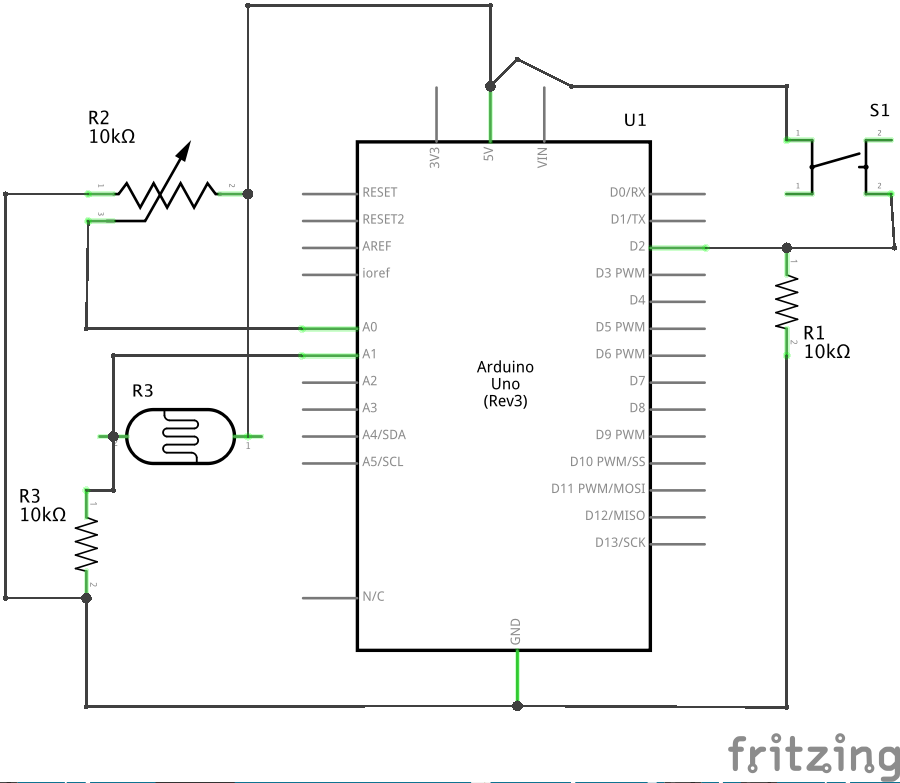 S1
1
2
1
2
U1
R2
10kΩ
1
2
3
3V3
5V
VIN
RESET
RESET2
AREF
ioref
A0
A1
A2
A3
A4/SDA
A5/SCL
N/C
D0/RX
D1/TX
D2
D3 PWM
D4
D5 PWM
D6 PWM
D7
D8
D9 PWM
D10 PWM/SS
D11 PWM/MOSI
D12/MISO
D13/SCK
GND
Arduino
Uno
(Rev3)
1
R1
10kΩ
2
R3
1
R3
10kΩ
1
2
fritzing